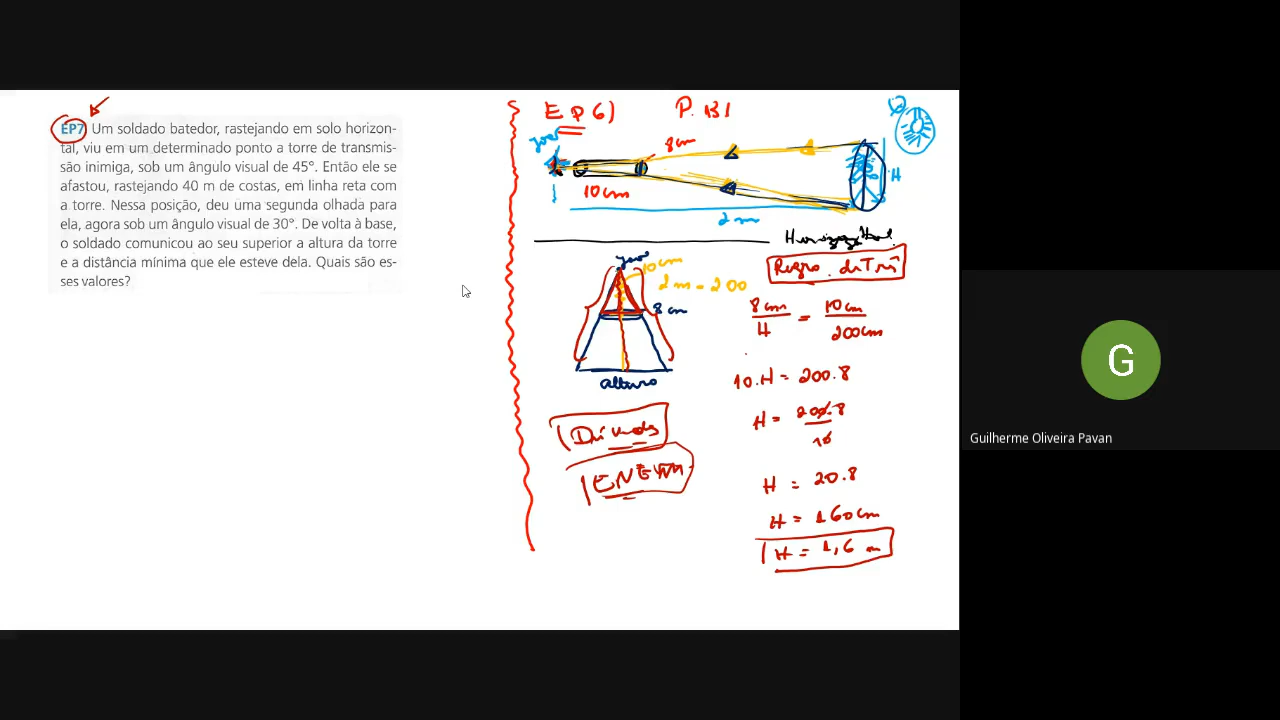 EP7 Um soldado batedor, rastejando em solo horizon-
tal, viu em um determinado ponto a torre de transmis-
são inimiga, sob um ângulo visual de 45°. Então ele se
afastou, rastejando 40 m de costas, em linha reta com
a torre. Nessa posição, deu uma segunda olhada para
ela, agora sob um ângulo visual de 30°. De volta à base,
o soldado comunicou ao seu superior a altura da torre
e a distância mínima que ele esteve dela. Quais são es-
ses valores?
EP6) P. 131
8cm
H
10cm
2m
Regra de Três
10cm
2m = 200
8cm
altura
8cm/H = 10cm/200cm
10.H = 200.8
H = 200.8/10
H = 20.8
H = 160cm
H = 1,6 m
Dúvidas
ENEM
G
Guilherme Oliveira Pavan